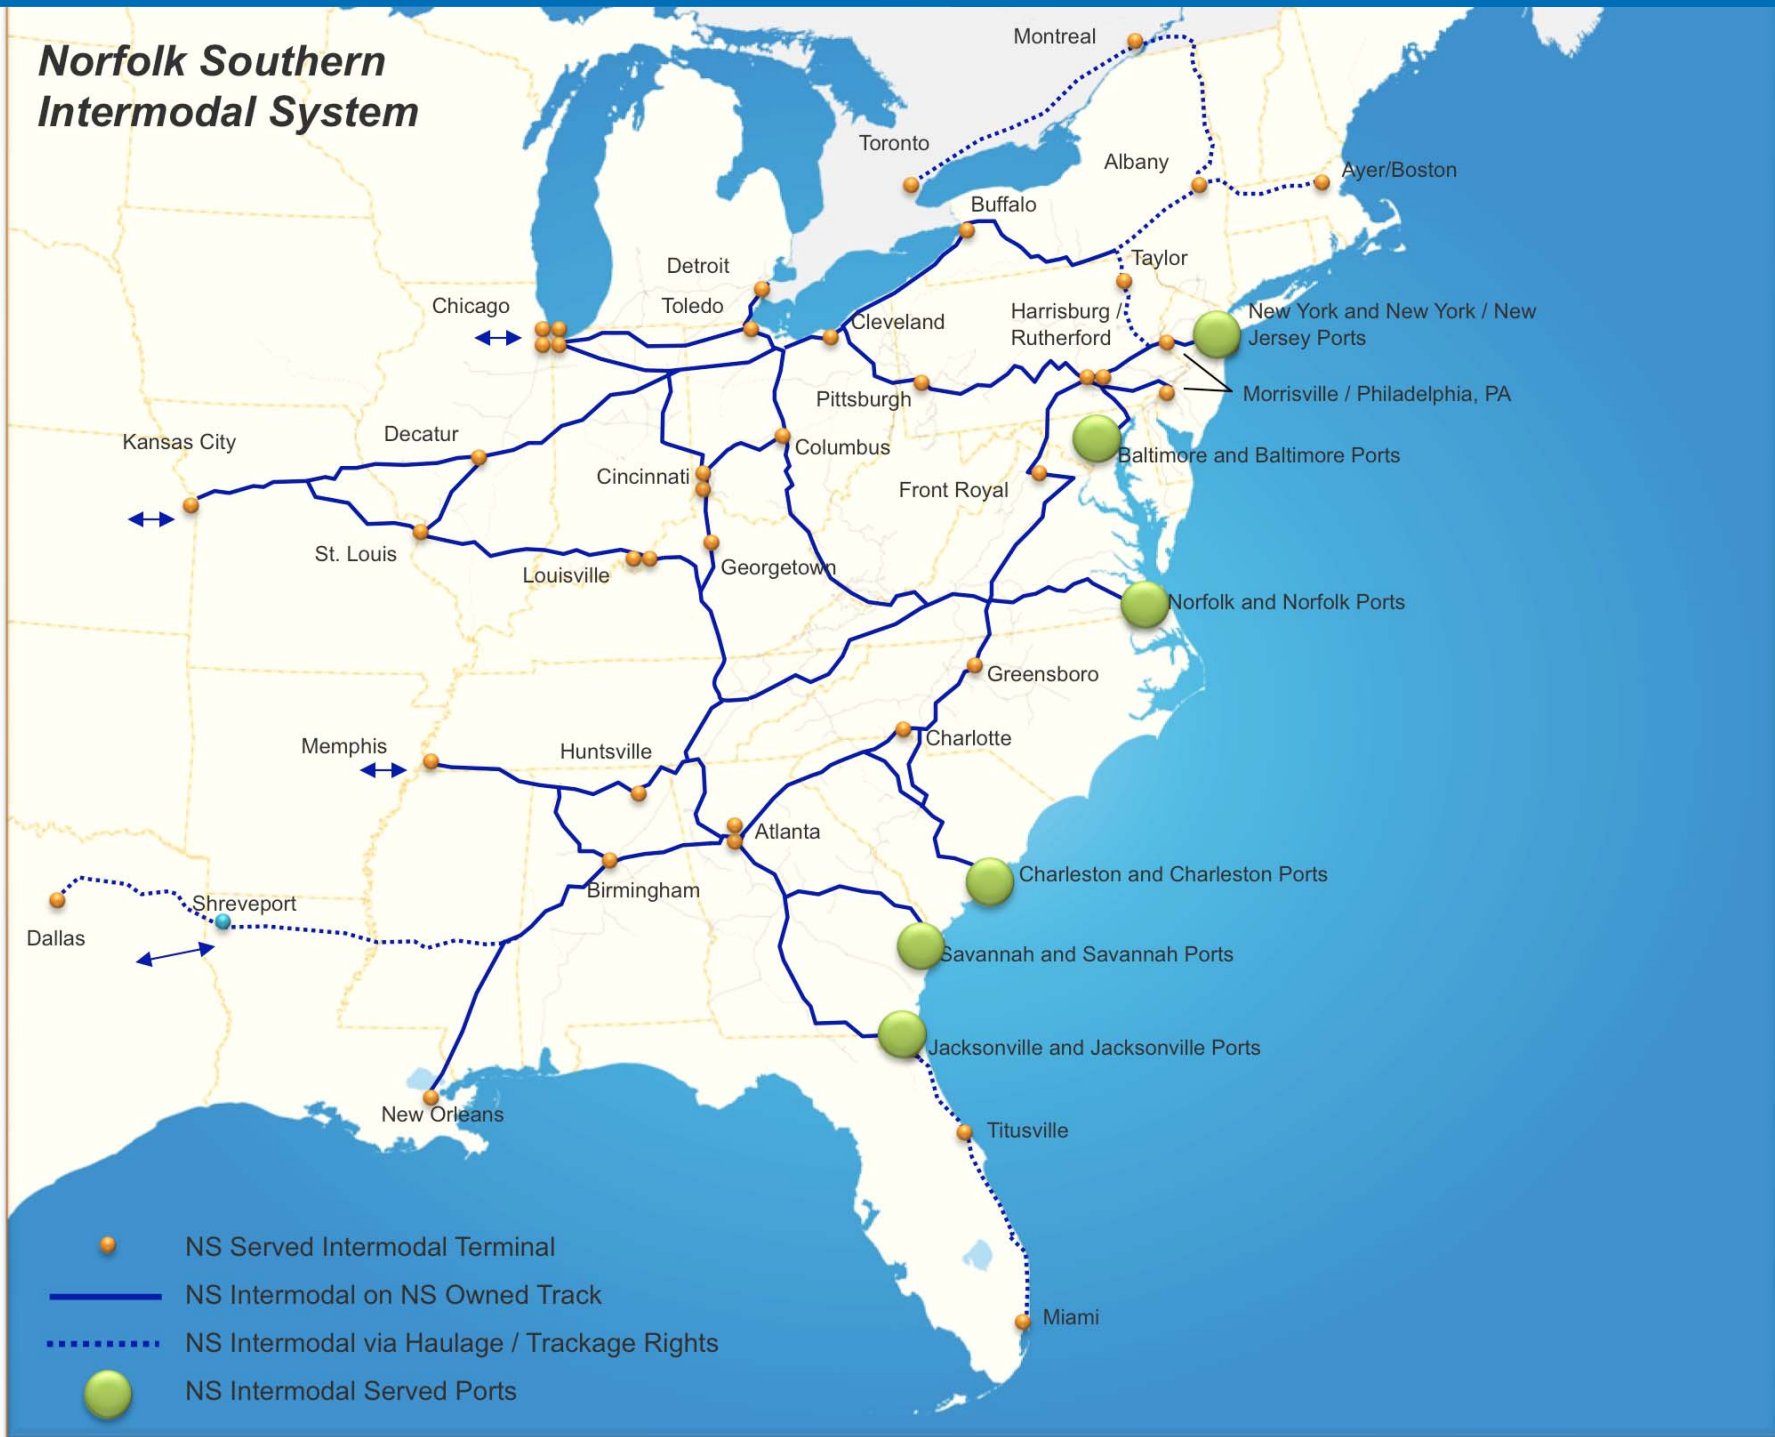 Norfolk Southern
Intermodal System
Montreal
Toronto
Albany
Ayer/Boston
Buffalo
Detroit
Taylor
Chicago
Toledo
Cleveland
Harrisburg /
Rutherford
New York and New York / New
Jersey Ports
Pittsburgh
Morrisville / Philadelphia, PA
Kansas City
Decatur
Columbus
Baltimore and Baltimore Ports
Cincinnati
Front Royal
St. Louis
Louisville
Georgetown
Norfolk and Norfolk Ports
Greensboro
Memphis
Huntsville
Charlotte
Atlanta
Charleston and Charleston Ports
Birmingham
Shreveport
Dallas
Savannah and Savannah Ports
Jacksonville and Jacksonville Ports
New Orleans
Titusville
NS Served Intermodal Terminal
NS Intermodal on NS Owned Track
Miami
NS Intermodal via Haulage / Trackage Rights
NS Intermodal Served Ports